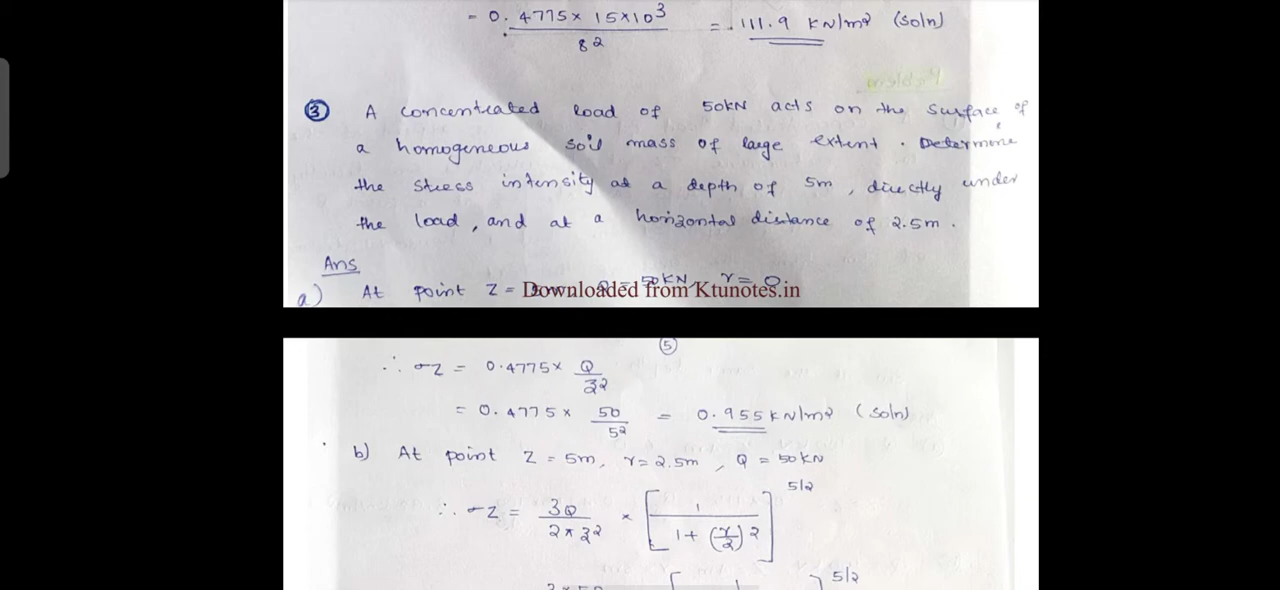 = 0.4775 × 15×10³ / 8² = 111.9 KN/m² (soln)
Problem
③ A concentrated load of 50KN acts on the surface of
a homogeneous soil mass of large extent. Determine
the stress intensity at a depth of 5m, directly under
the load, and at a horizontal distance of 2.5m.
Ans
a) At point Z = Q = 50KN, r = 0
Downloaded from Ktunotes.in
⑤
∴ σz = 0.4775 × Q / z²
= 0.4775 × 50 / 5² = 0.955 KN/m² (soln)
b) At point Z = 5m, r = 2.5m, Q = 50KN
∴ σz = 3Q / 2πz² × [ 1 / 1 + (r/z)² ] 5/2
5/2